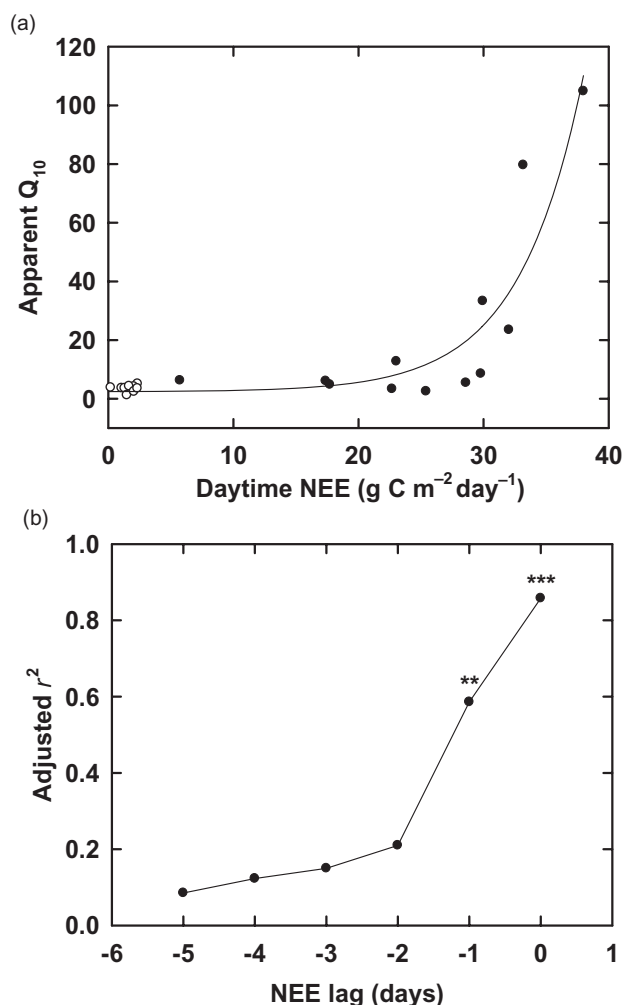 (a)
120
100
80
60
40
20
0
Apparent Q₁₀
0 10 20 30 40
Daytime NEE (g C m⁻² day⁻¹)
(b)
1.0
0.8
0.6
0.4
0.2
0.0
Adjusted r²
***
**
-6 -5 -4 -3 -2 -1 0 1
NEE lag (days)